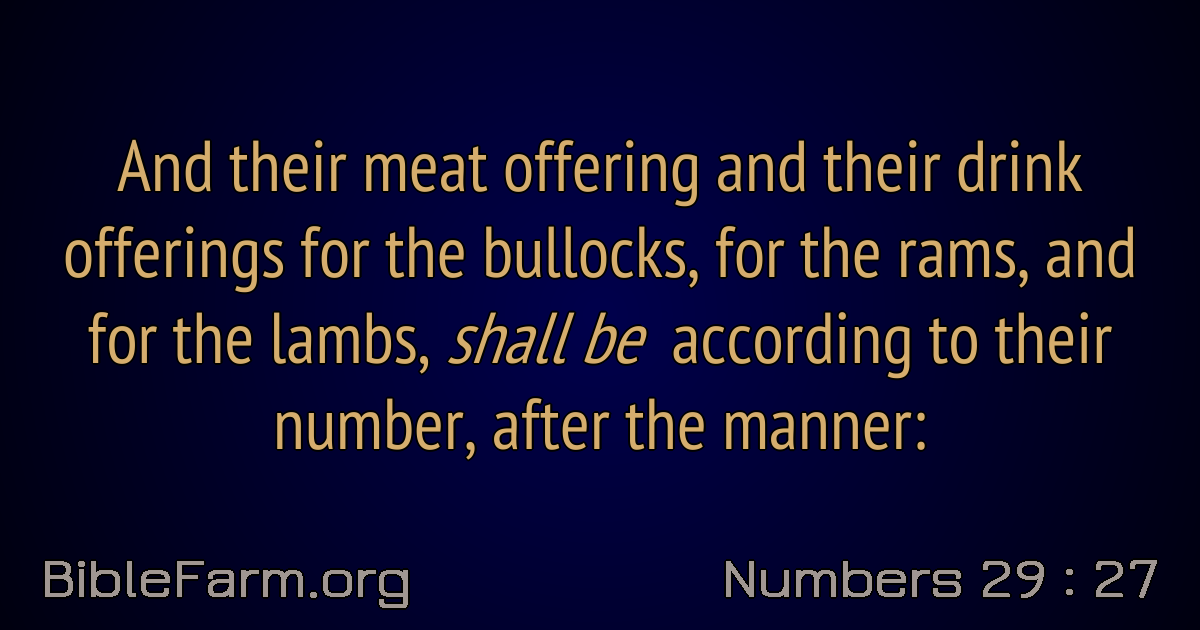 And their meat offering and their drink
offerings for the bullocks, for the rams, and
for the lambs, shall be according to their
number, after the manner:
BibleFarm.org
Numbers 29 : 27